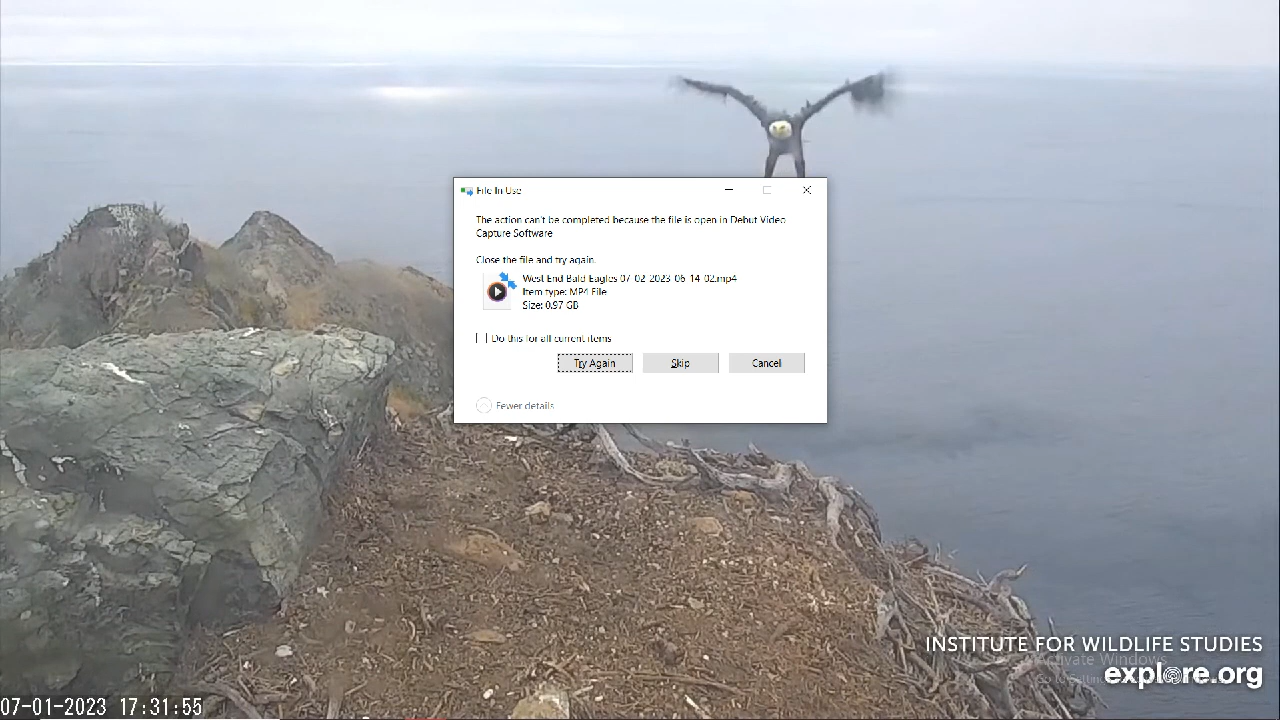 File In Use
The action can't be completed because the file is open in Debut Video
Capture Software
Close the file and try again.
West End Bald Eagles 07-02-2023-06-14-02.mp4
Item type: MP4 File
Size: 0.97 GB
Do this for all current items
Try Again Skip Cancel
Fewer details
INSTITUTE FOR WILDLIFE STUDIES
Activate Windows
explore.org
07-01-2023 17:31:55